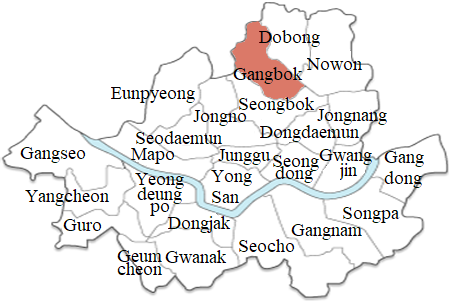 Dobong
Nowon
Gangbok
Eunpyeong
Seongbok
Jongno
Jongnang
Dongdaemun
Seodaemun
Gangseo
Mapo
Junggu
Seong
dong
Gwang
jin
Gang
dong
Yangcheon
Yeong
deung
po
Yong
San
Songpa
Guro
Dongjak
Gangnam
Seocho
Geum
cheon
Gwanak